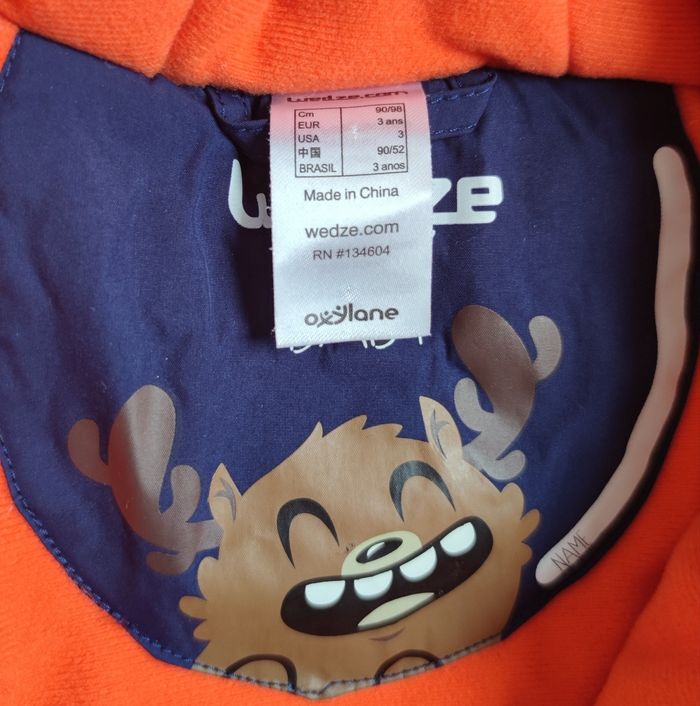 wedze.com
Cm 90/98
EUR 3 ans
USA 3
中国 90/52
BRASIL 3 anos
Made in China
wedze.com
RN #134604
oxylane
NAME